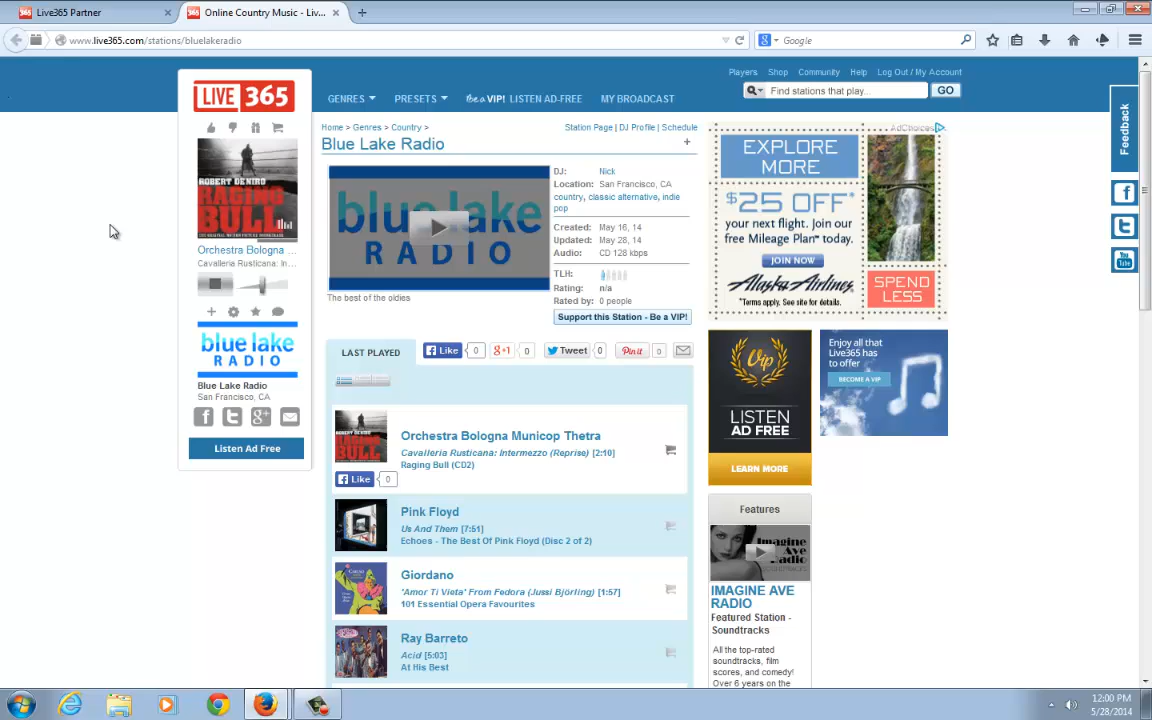 Live365 Partner
Online Country Music - Liv...
www.live365.com/stations/bluelakeradio
Google
Players Shop Community Help Log Out / My Account
Find stations that play... GO
LIVE 365
GENRES PRESETS Be a VIP! LISTEN AD-FREE MY BROADCAST
Feedback
ROBERT DENIRO
RAGING
BULL
Orchestra Bologna ...
Cavalleria Rusticana: In...
blue lake
RADIO
Blue Lake Radio
San Francisco, CA
Listen Ad Free
Home > Genres > Country >
Station Page | DJ Profile | Schedule
Blue Lake Radio
blue lake
RADIO
The best of the oldies
DJ: Nick
Location: San Francisco, CA
country, classic alternative, indie
pop
Created: May 16, 14
Updated: May 28, 14
Audio: CD 128 kbps
TLH:
Rating: n/a
Rated by: 0 people
Support this Station - Be a VIP!
LAST PLAYED
Like 0 +1 0 Tweet 0 Pinit 0
Orchestra Bologna Municop Thetra
Cavalleria Rusticana: Intermezzo (Reprise) [2:10]
Raging Bull (CD2)
Like 0
Pink Floyd
Us And Them [7:51]
Echoes - The Best Of Pink Floyd (Disc 2 of 2)
Giordano
'Amor Ti Vieta' From Fedora (Jussi Björling) [1:57]
101 Essential Opera Favourites
Ray Barreto
Acid [5:03]
At His Best
AdChoices
EXPLORE
MORE
$25 OFF*
your next flight. Join our
free Mileage Plan™ today.
JOIN NOW
Alaska Airlines
*Terms apply. See site for details.
SPEND
LESS
Vip
LISTEN
AD FREE
LEARN MORE
Enjoy all that
Live365 has
to offer
BECOME A VIP
Features
Imagine
Ave
IMAGINE AVE
RADIO
Featured Station -
Soundtracks
All the top-rated
soundtracks, film
scores, and comedy!
Over 6 years on the
12:00 PM
5/28/2014